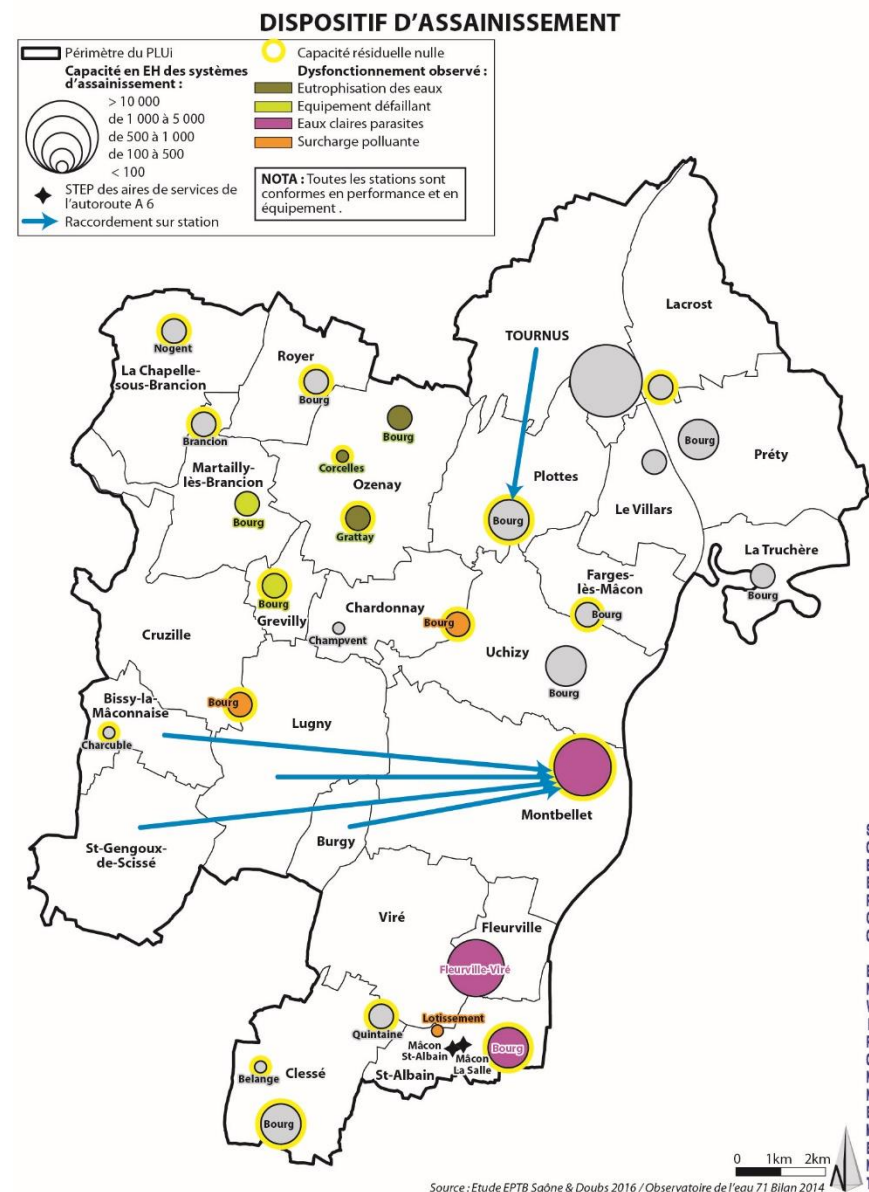 DISPOSITIF D'ASSAINISSEMENT
Périmètre du PLUi
Capacité en EH des systèmes
d'assainissement :
> 10 000
de 1 000 à 5 000
de 500 à 1 000
de 100 à 500
< 100
STEP des aires de services de
l'autoroute A 6
Raccordement sur station
Capacité résiduelle nulle
Dysfonctionnement observé :
Eutrophisation des eaux
Equipement défaillant
Eaux claires parasites
Surcharge polluante
NOTA : Toutes les stations sont
conformes en performance et en
équipement .
Lacrost
TOURNUS
Nogent
La Chapelle-
sous-Brancion
Royer
Bourg
Brancion
Bourg
Bourg
Préty
Corcelles
Ozenay
Martailly-
lès-Brancion
Plottes
Bourg
Grattay
Bourg
Le Villars
La Truchère
Bourg
Farges-
lès-Mâcon
Bourg
Bourg
Grevilly
Chardonnay
Bourg
Champvent
Cruzille
Uchizy
Bourg
Bissy-la-
Mâconnaise
Bourg
Lugny
Charcuble
Montbellet
St-Gengoux-
de-Scissé
Burgy
Viré
Fleurville
Fleurville-Viré
Quintaine
Lotissement
Mâcon
St-Albain
Mâcon
La Salle
Bourg
Belange
Clessé
St-Albain
Bourg
0 1km 2km
N
Source : Etude EPTB Saône & Doubs 2016 / Observatoire de l'eau 71 Bilan 2014